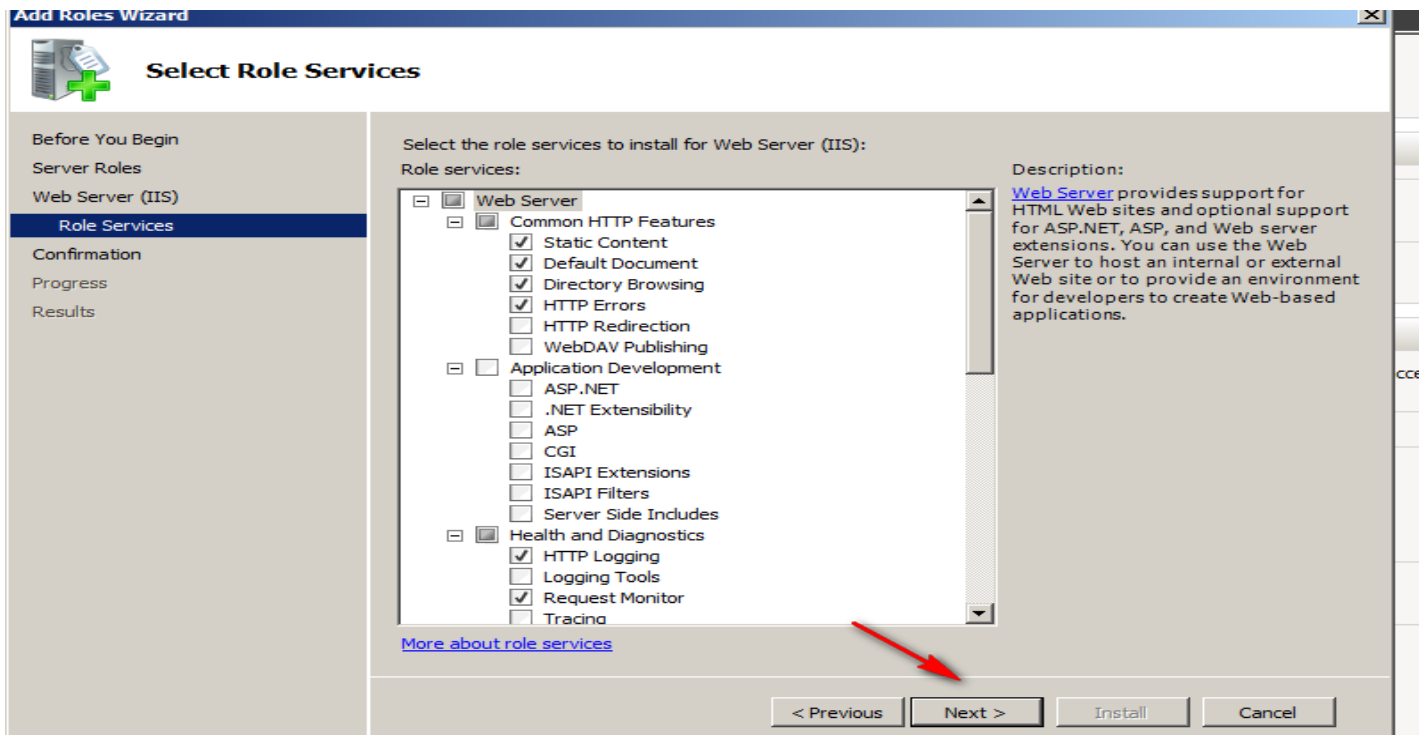 Add Roles Wizard
Select Role Services
Before You Begin
Server Roles
Web Server (IIS)
Role Services
Confirmation
Progress
Results
Select the role services to install for Web Server (IIS):
Role services:
Web Server
Common HTTP Features
Static Content
Default Document
Directory Browsing
HTTP Errors
HTTP Redirection
WebDAV Publishing
Application Development
ASP.NET
.NET Extensibility
ASP
CGI
ISAPI Extensions
ISAPI Filters
Server Side Includes
Health and Diagnostics
HTTP Logging
Logging Tools
Request Monitor
Tracing
More about role services
Description:
Web Server provides support for
HTML Web sites and optional support
for ASP.NET, ASP, and Web server
extensions. You can use the Web
Server to host an internal or external
Web site or to provide an environment
for developers to create Web-based
applications.
< Previous
Next >
Install
Cancel